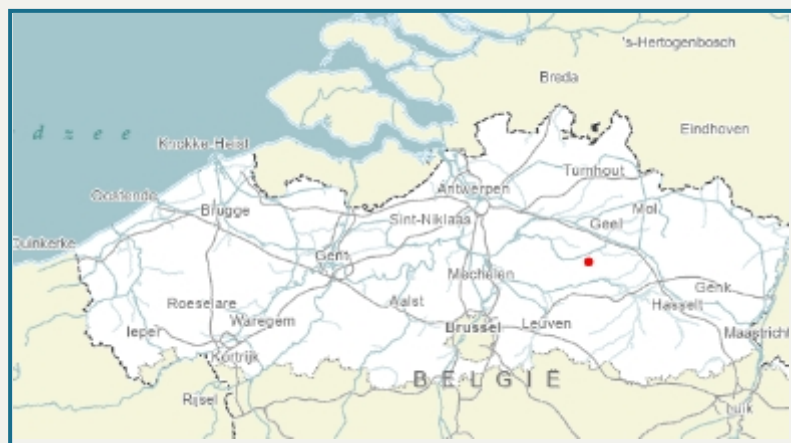 's-Hertogenbosch
Breda
Eindhoven
d z e e
Knokke-Heist
Turnhout
Antwerpen
Oostende
Mol
Brugge
Sint-Niklaas
Geel
Duinkerke
Gent
Mechelen
Genk
Roeselare
Aalst
Hasselt
Ieper
Waregem
Brussel
Leuven
Maastricht
Kortrijk
BELGIË
Rijsel
Luik